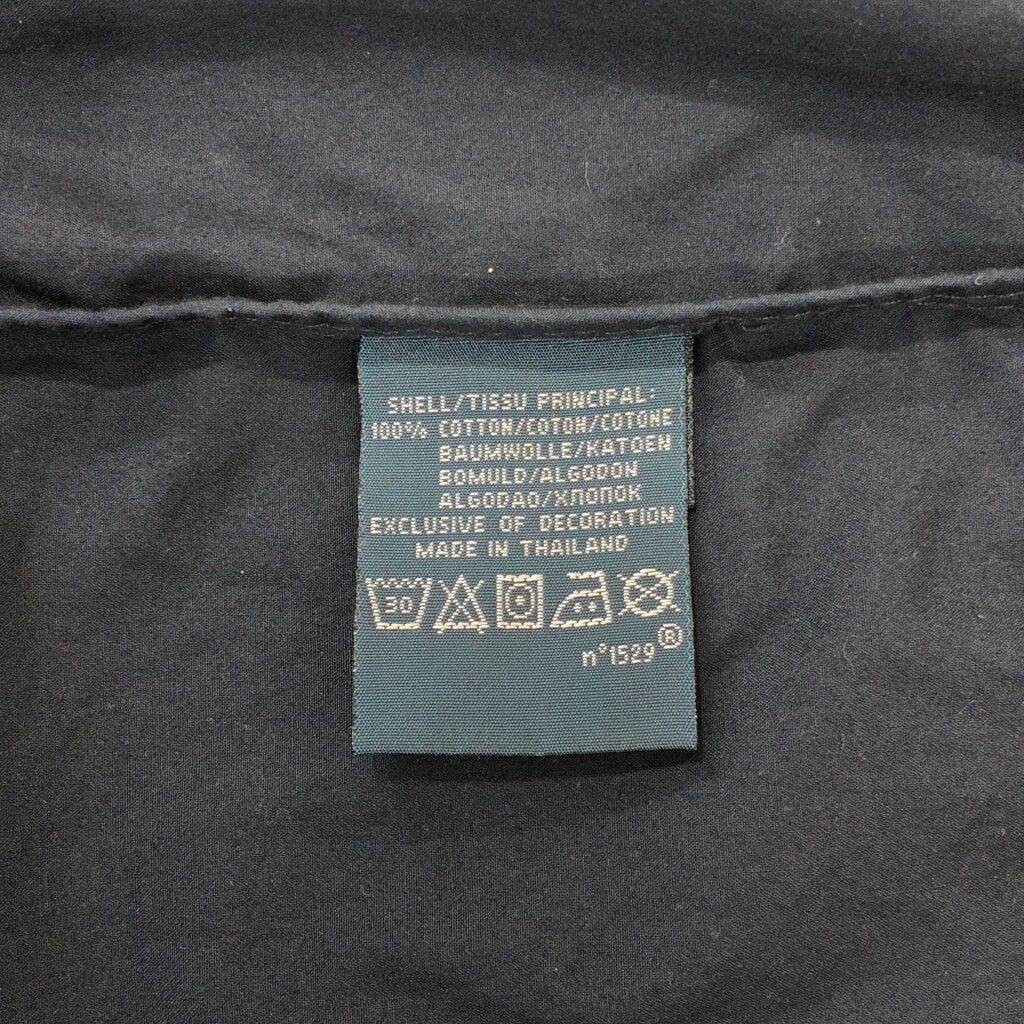 SHELL/TISSU PRINCIPAL:
100% COTTON/COTON/COTONE
BAUMWOLLE/KATOEN
BOMULD/ALGODON
ALGODAO/ХЛОПОК
EXCLUSIVE OF DECORATION
MADE IN THAILAND
30
n°1529®